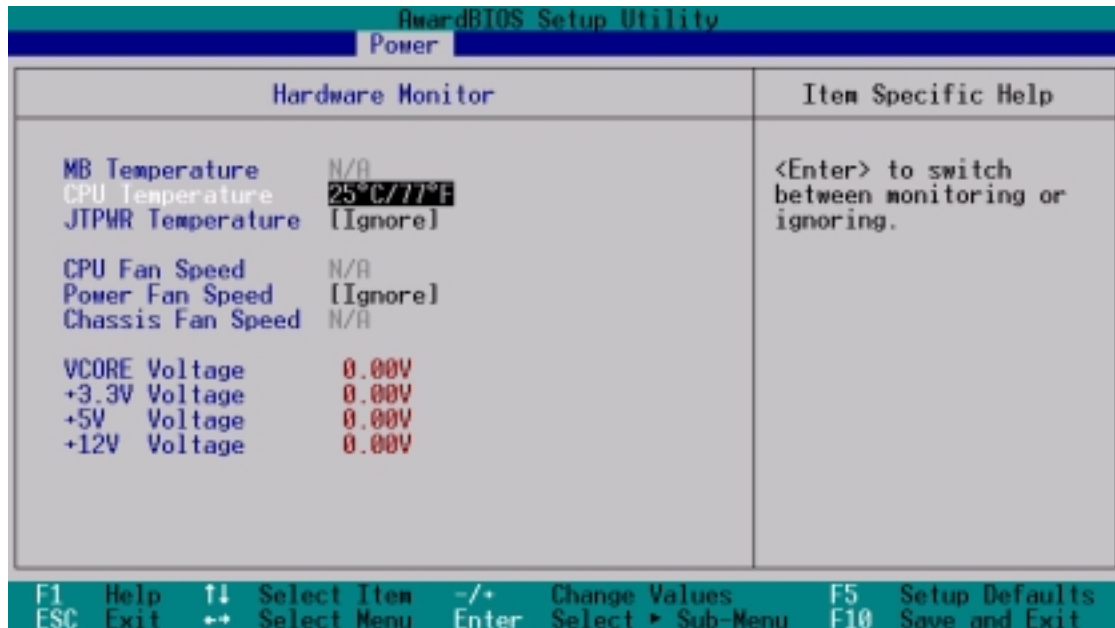 AwardBIOS Setup Utility
Power
Hardware Monitor
Item Specific Help
MB Temperature N/A
CPU Temperature 25°C/77°F
JTPWR Temperature [Ignore]
CPU Fan Speed N/A
Power Fan Speed [Ignore]
Chassis Fan Speed N/A
VCORE Voltage 0.00V
+3.3V Voltage 0.00V
+5V Voltage 0.00V
+12V Voltage 0.00V
<Enter> to switch
between monitoring or
ignoring.
F1 Help ↑↓ Select Item -/+ Change Values F5 Setup Defaults
ESC Exit ←→ Select Menu Enter Select ► Sub-Menu F10 Save and Exit